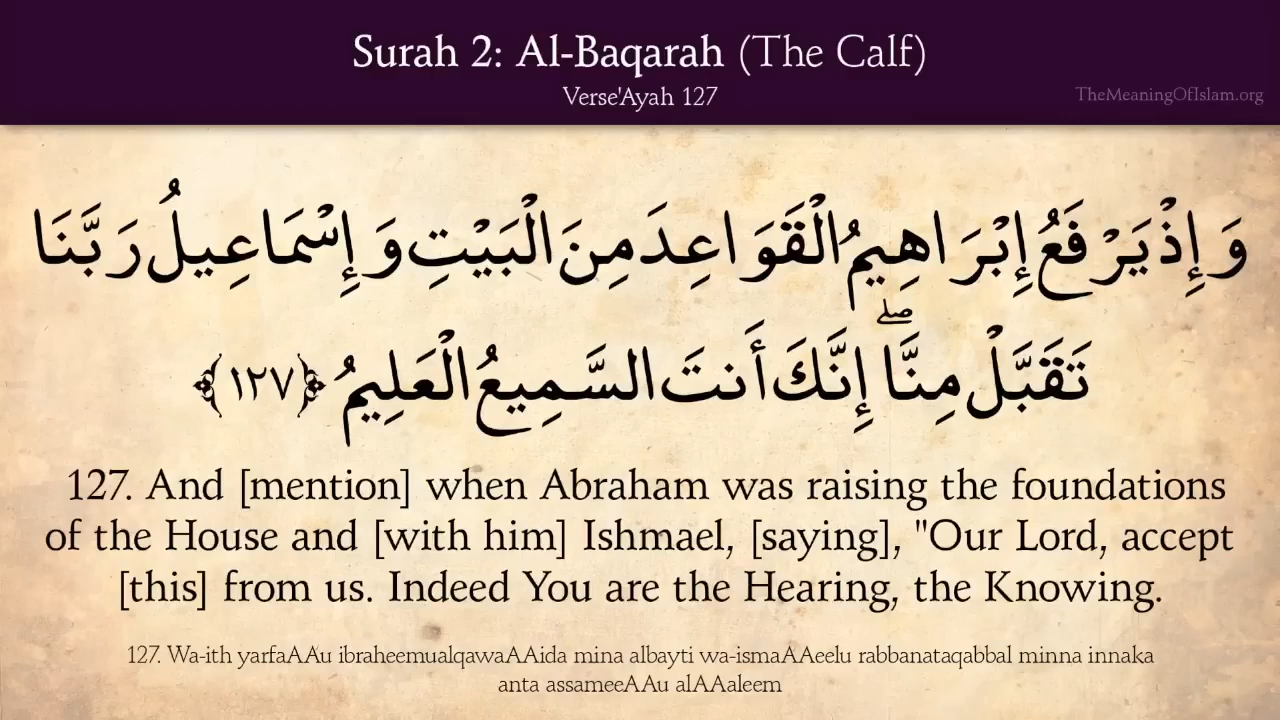 Surah 2: Al-Baqarah (The Calf)
Verse'Ayah 127
TheMeaningOfIslam.org
وَإِذْ يَرْفَعُ إِبْرَاهِيمُ الْقَوَاعِدَ مِنَ الْبَيْتِ وَإِسْمَاعِيلُ رَبَّنَا
تَقَبَّلْ مِنَّا ۖ إِنَّكَ أَنتَ السَّمِيعُ الْعَلِيمُ ﴿١٢٧﴾
127. And [mention] when Abraham was raising the foundations
of the House and [with him] Ishmael, [saying], "Our Lord, accept
[this] from us. Indeed You are the Hearing, the Knowing.
127. Wa-ith yarfaAAu ibraheemualqawaAAida mina albayti wa-ismaAAeelu rabbanataqabbal minna innaka
anta assameeAAu alAAaleem